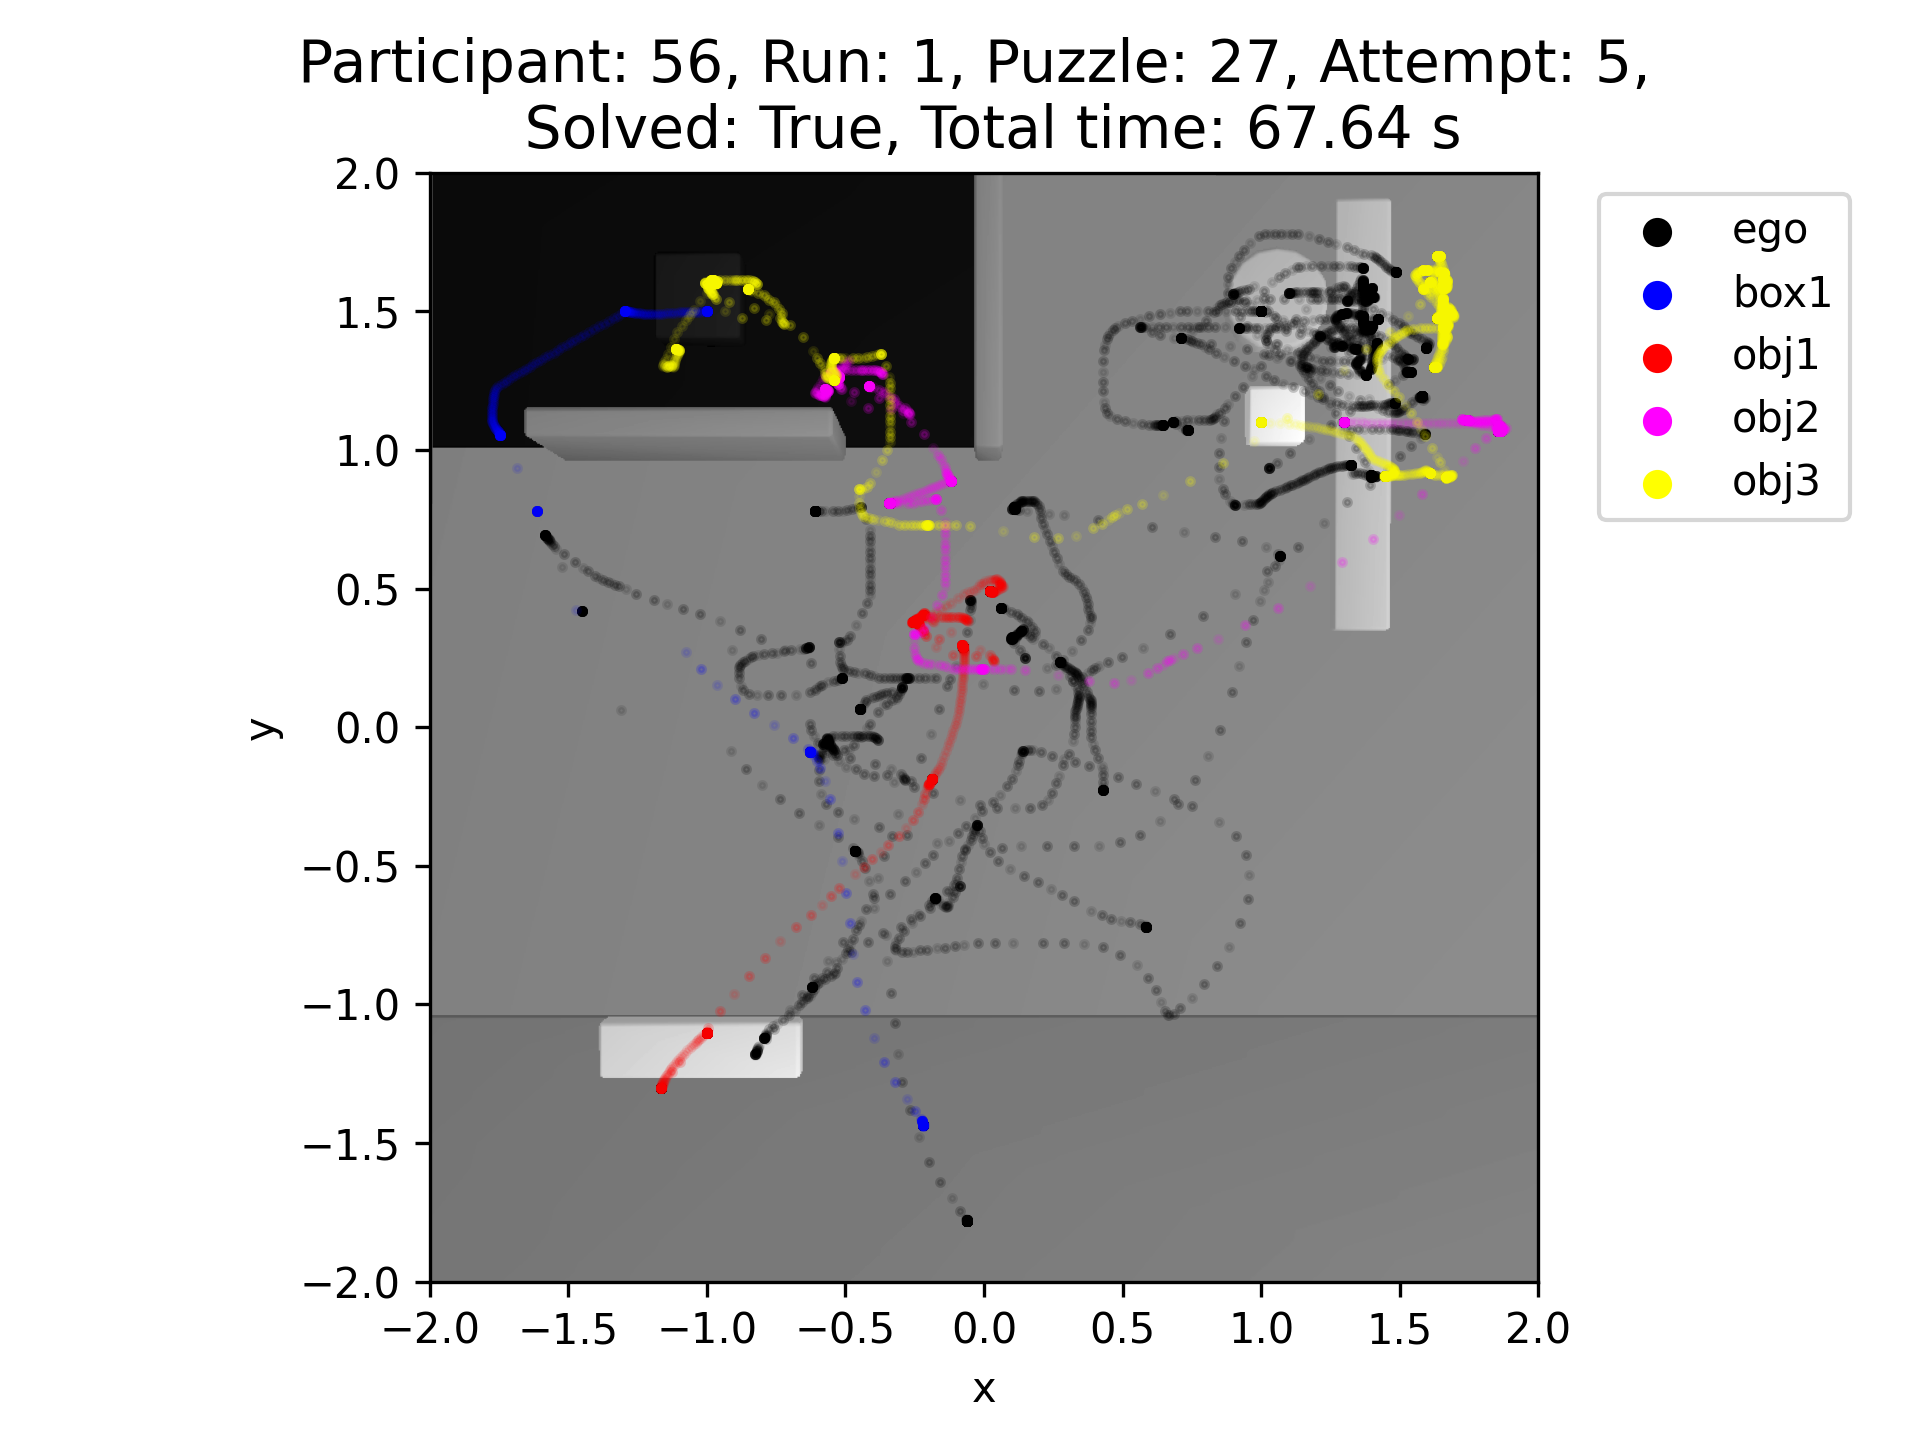 Participant: 56, Run: 1, Puzzle: 27, Attempt: 5,
Solved: True, Total time: 67.64 s
2.0
1.5
1.0
0.5
0.0
−0.5
−1.0
−1.5
−2.0
y
−2.0 −1.5 −1.0 −0.5 0.0 0.5 1.0 1.5 2.0
x
ego
box1
obj1
obj2
obj3